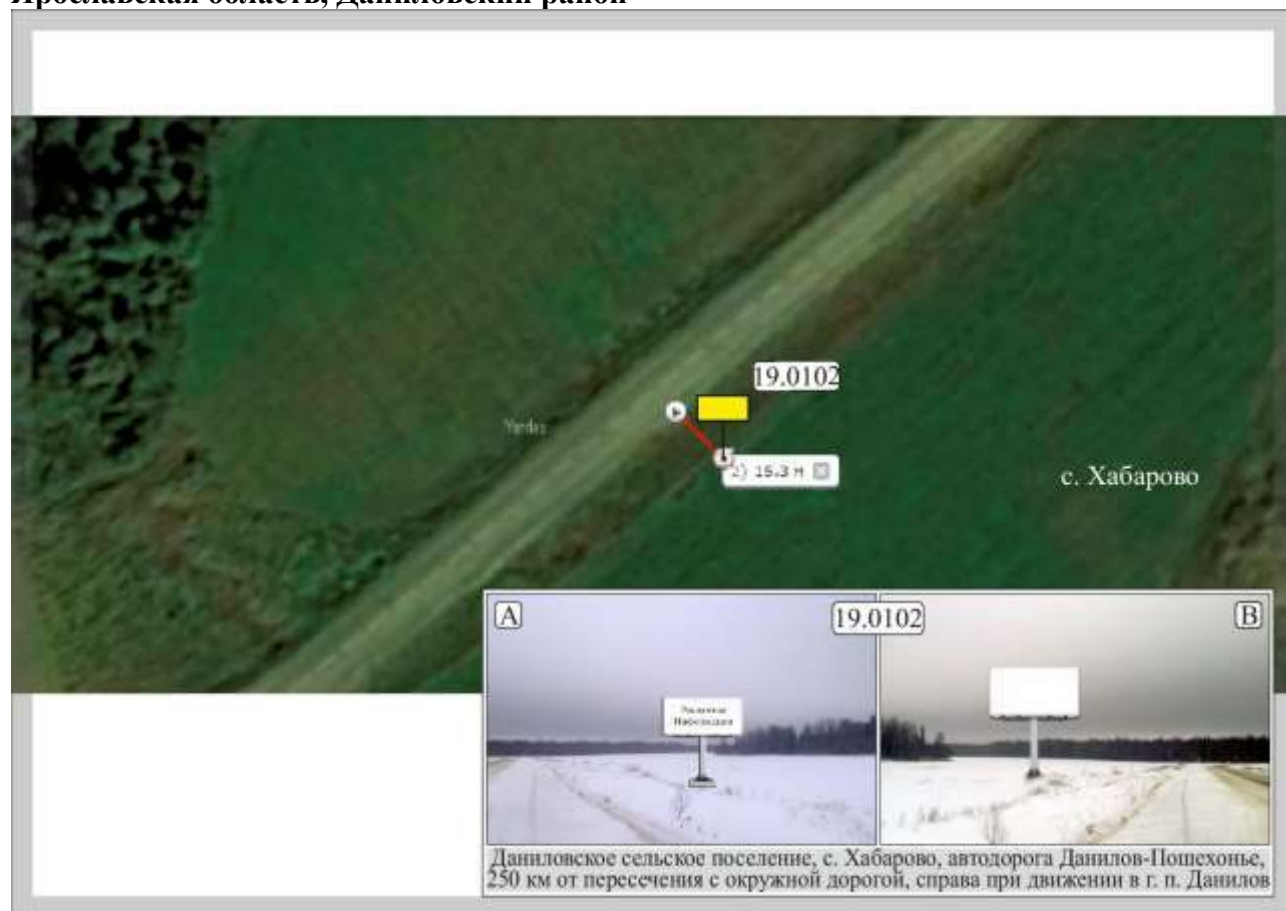 Ярославская область, Даниловский район
19.0102
Yandex
2) 15.3 м
с. Хабарово
A
19.0102
B
Даниловское сельское поселение, с. Хабарово, автодорога Данилов-Пошехонье,
250 км от пересечения с окружной дорогой, справа при движении в г. п. Данилов